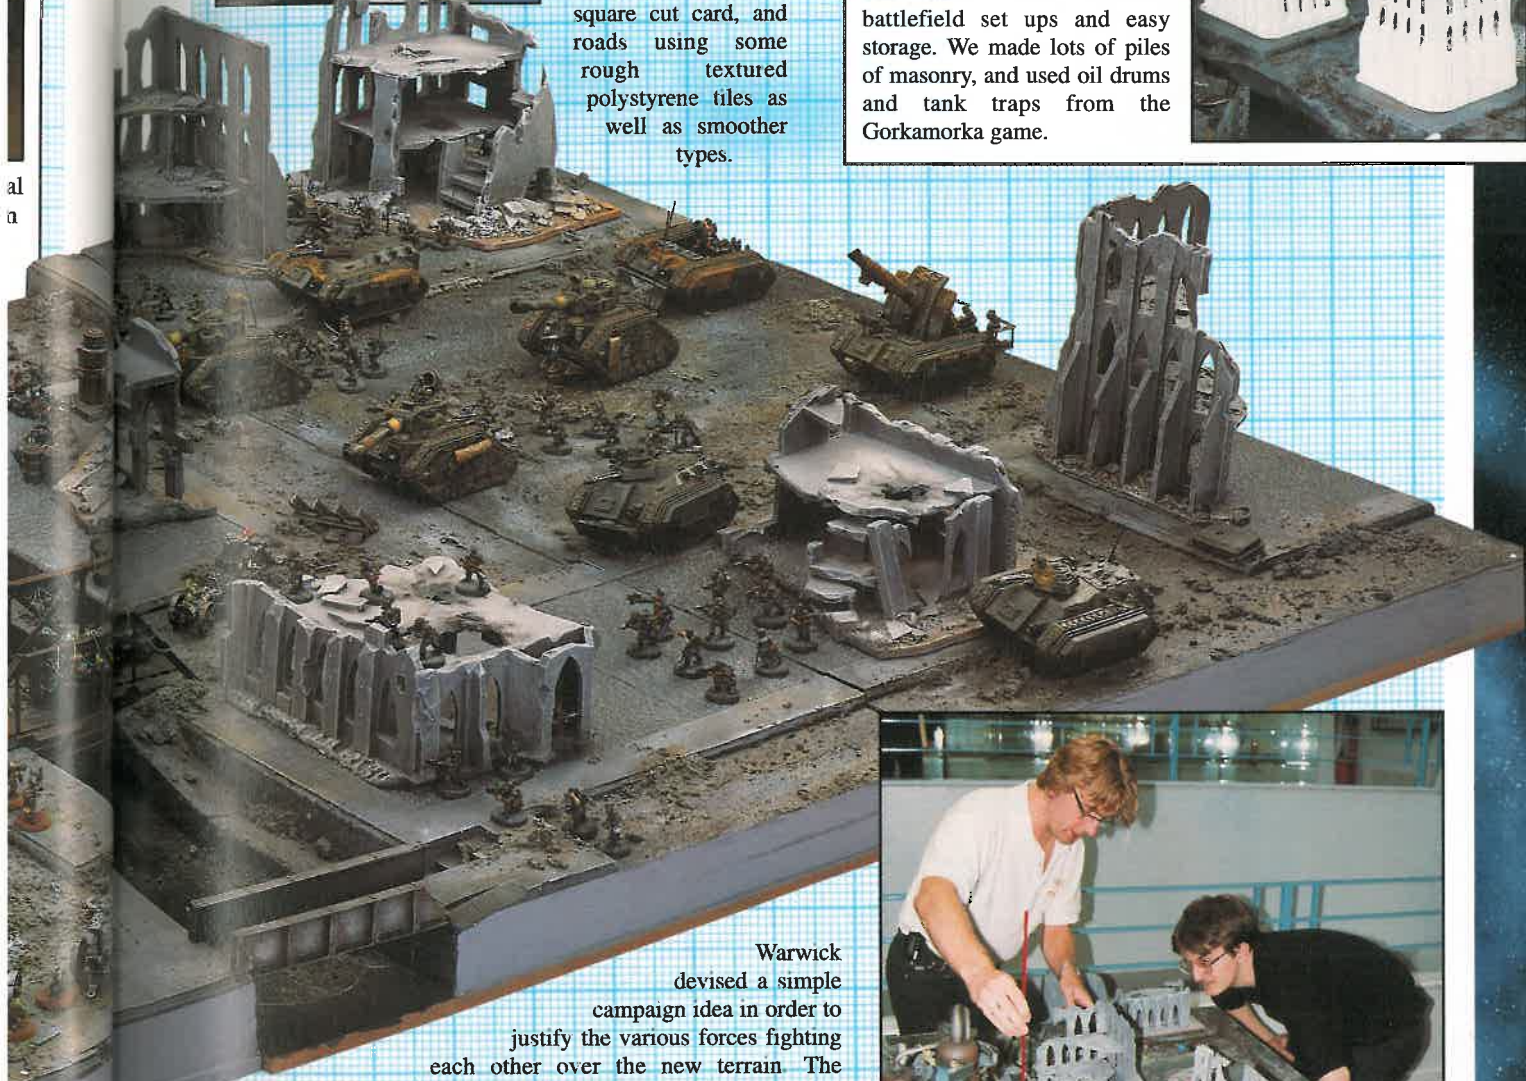 al
n
square cut card, and
roads using some
rough textured
polystyrene tiles as
well as smoother
types.
battlefield set ups and easy
storage. We made lots of piles
of masonry, and used oil drums
and tank traps from the
Gorkamorka game.
Warwick
devised a simple
campaign idea in order to
justify the various forces fighting
each other over the new terrain. The